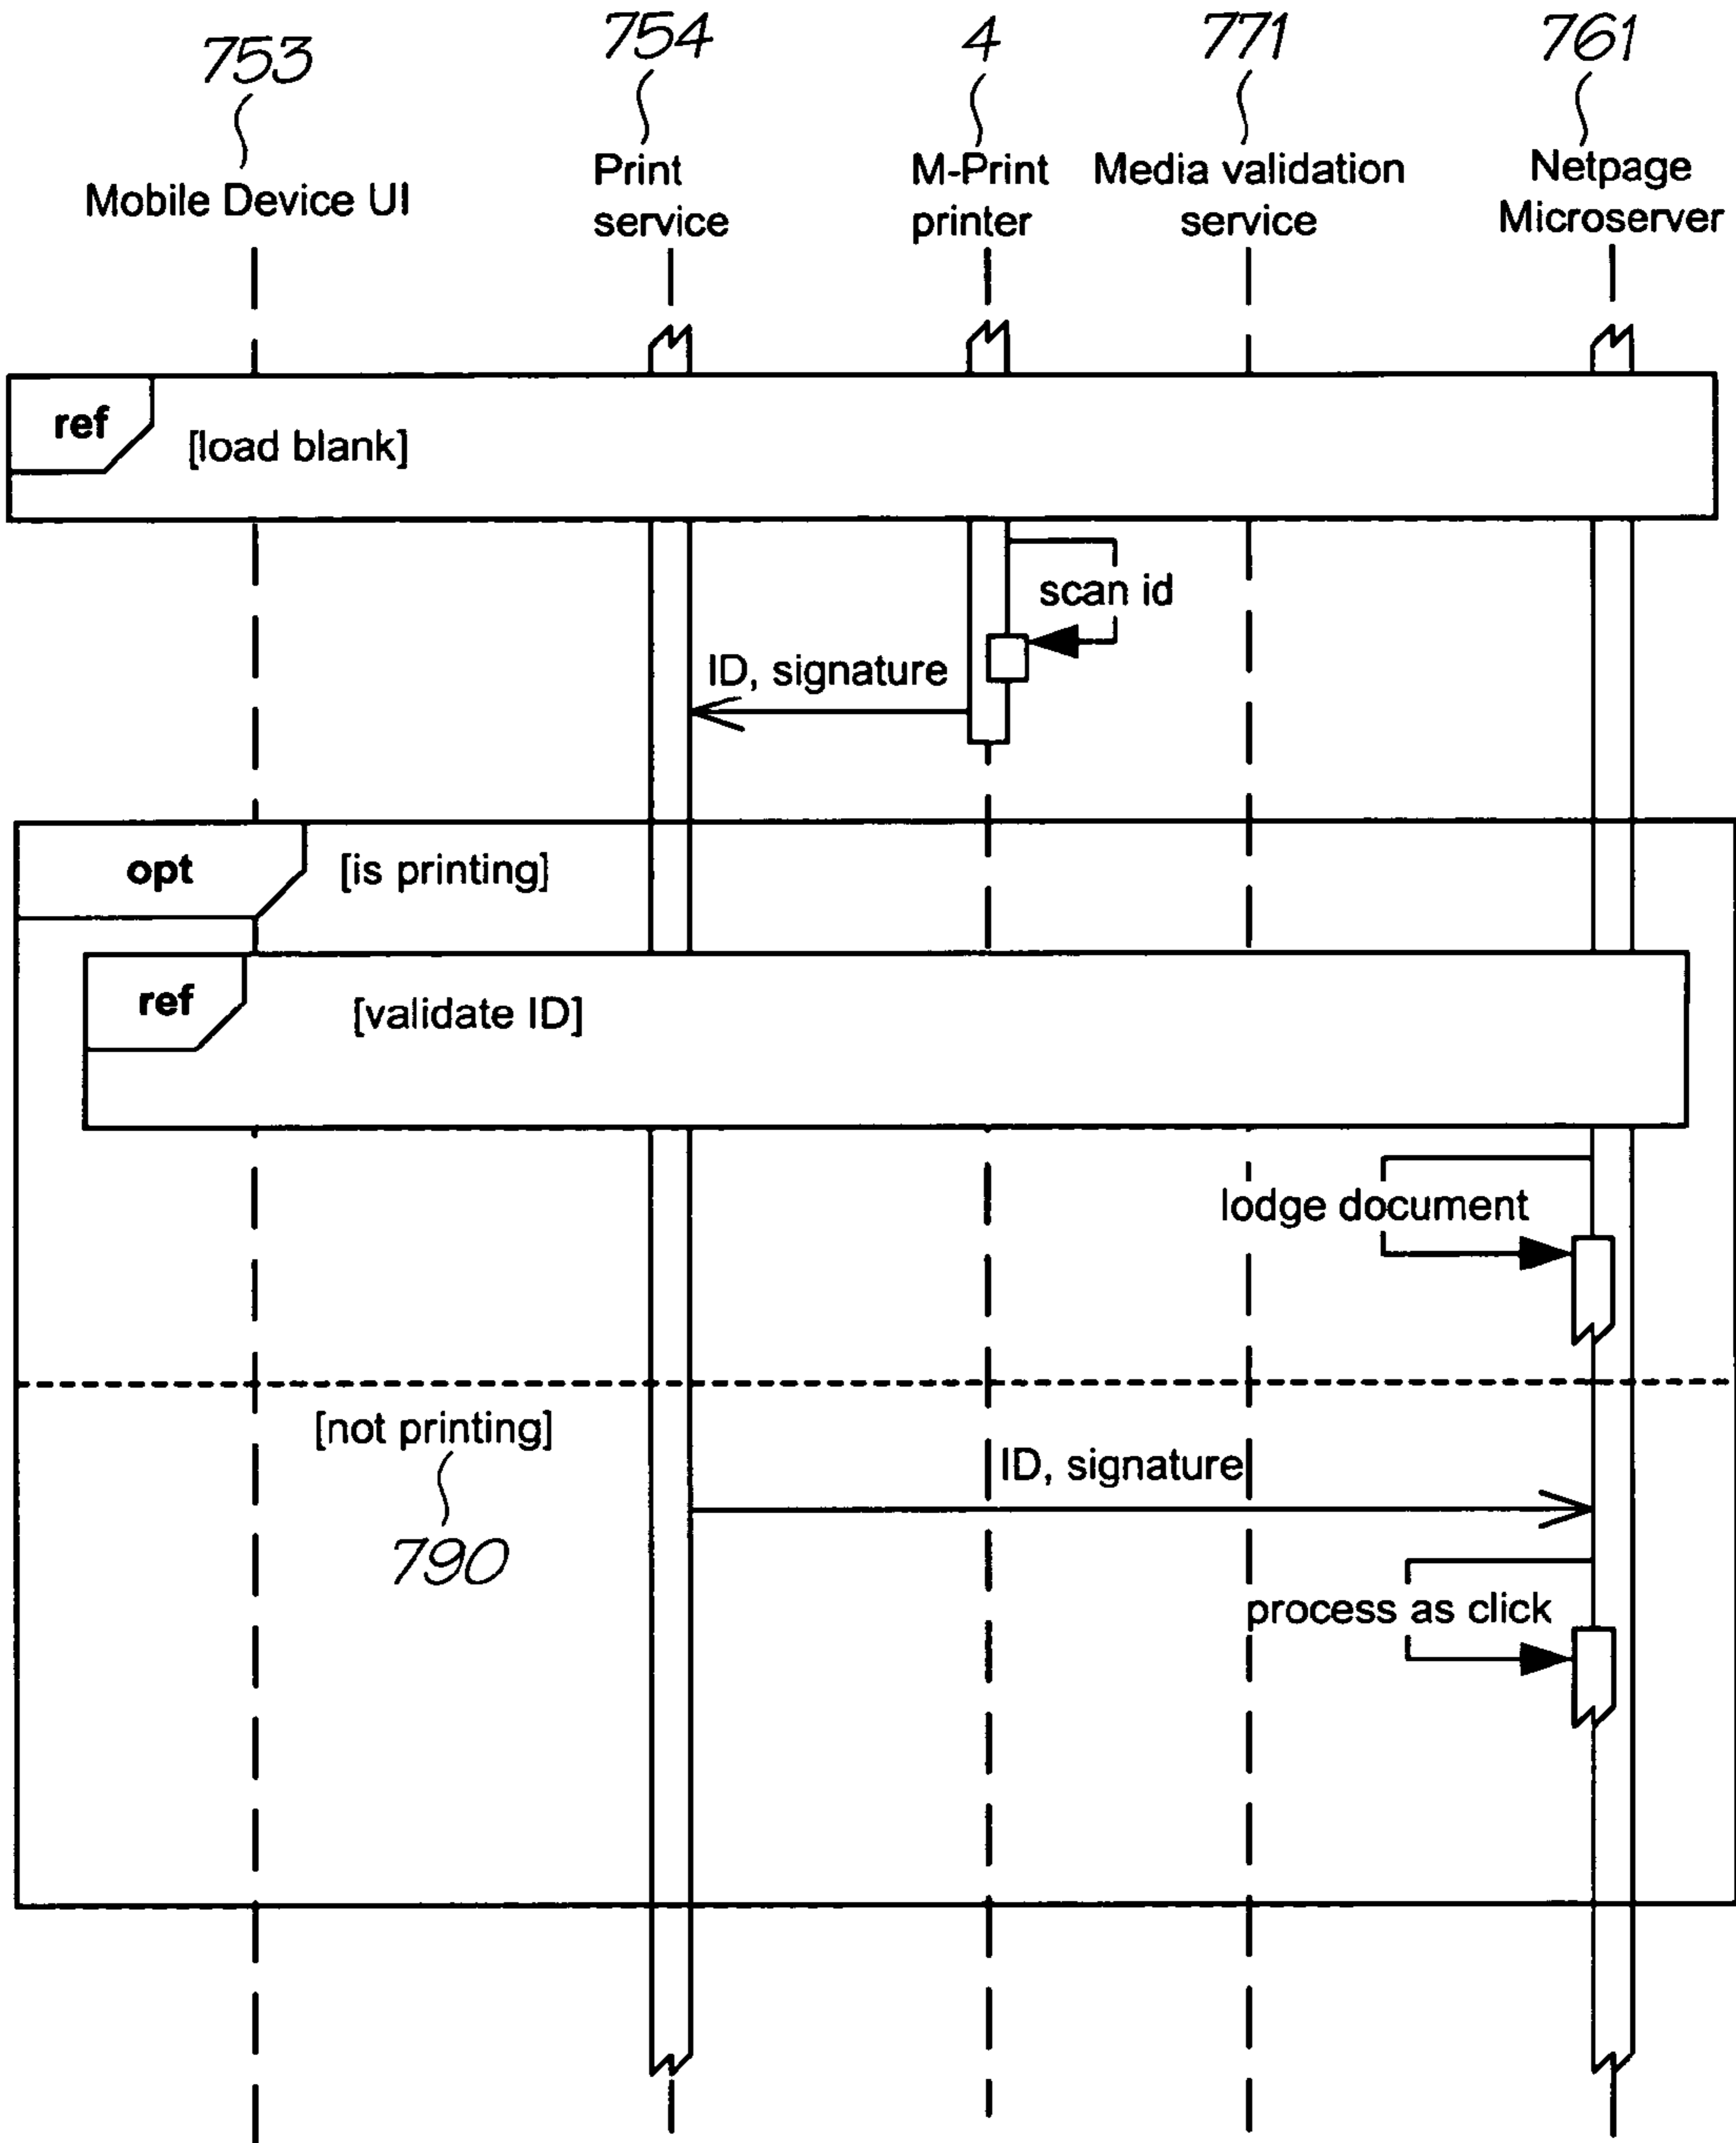 753
754
4
771
761
Mobile Device UI
Print
service
M-Print
printer
Media validation
service
Netpage
Microserver
ref
[load blank]
scan id
ID, signature
opt
[is printing]
ref
[validate ID]
lodge document
[not printing]
790
ID, signature
process as click